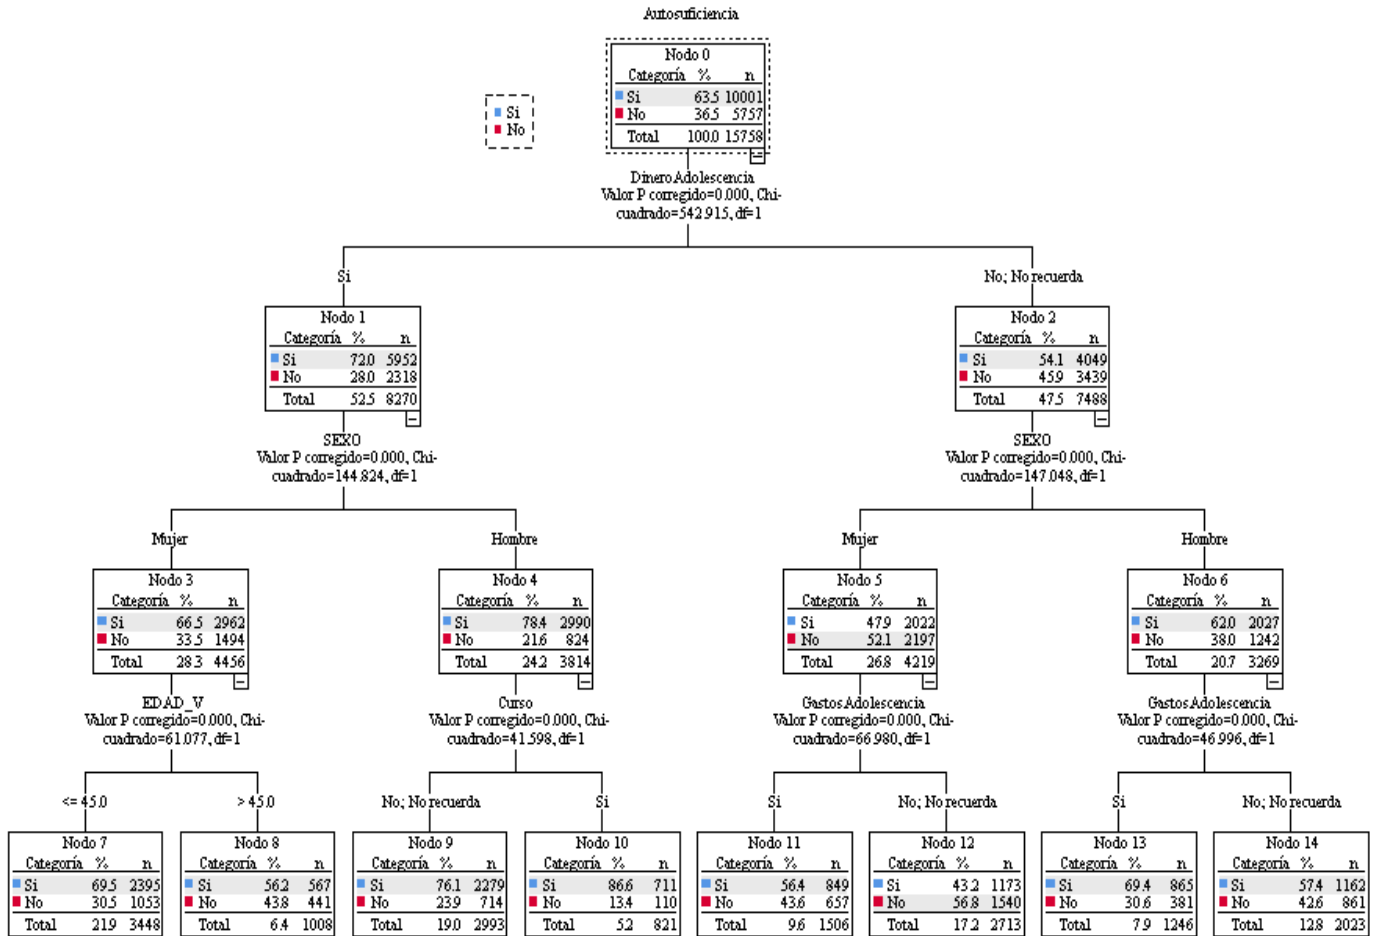 Autosuficiencia
Nodo 0
Categoría % n
Si 63.5 10001
No 36.5 5757
Total 100.0 15758
Si
No
DineroAdolescencia
Valor P corregido=0.000, Chi-
cuadrado=542.915, df=1
Si
No; No recuerda
Nodo 1
Categoría % n
Si 72.0 5952
No 28.0 2318
Total 52.5 8270
Nodo 2
Categoría % n
Si 54.1 4049
No 45.9 3439
Total 47.5 7488
SEXO
Valor P corregido=0.000, Chi-
cuadrado=144.824, df=1
SEXO
Valor P corregido=0.000, Chi-
cuadrado=147.048, df=1
Mujer
Hombre
Mujer
Hombre
Nodo 3
Categoría % n
Si 66.5 2962
No 33.5 1494
Total 28.3 4456
Nodo 4
Categoría % n
Si 78.4 2990
No 21.6 824
Total 24.2 3814
Nodo 5
Categoría % n
Si 47.9 2022
No 52.1 2197
Total 26.8 4219
Nodo 6
Categoría % n
Si 62.0 2027
No 38.0 1242
Total 20.7 3269
EDAD_V
Valor P corregido=0.000, Chi-
cuadrado=61.077, df=1
Curso
Valor P corregido=0.000, Chi-
cuadrado=41.598, df=1
GastosAdolescencia
Valor P corregido=0.000, Chi-
cuadrado=66.980, df=1
GastosAdolescencia
Valor P corregido=0.000, Chi-
cuadrado=46.996, df=1
<= 45.0
> 45.0
No; No recuerda
Si
Si
No; No recuerda
Si
No; No recuerda
Nodo 7
Categoría % n
Si 69.5 2395
No 30.5 1053
Total 21.9 3448
Nodo 8
Categoría % n
Si 56.2 567
No 43.8 441
Total 6.4 1008
Nodo 9
Categoría % n
Si 76.1 2279
No 23.9 714
Total 19.0 2993
Nodo 10
Categoría % n
Si 86.6 711
No 13.4 110
Total 5.2 821
Nodo 11
Categoría % n
Si 56.4 849
No 43.6 657
Total 9.6 1506
Nodo 12
Categoría % n
Si 43.2 1173
No 56.8 1540
Total 17.2 2713
Nodo 13
Categoría % n
Si 69.4 865
No 30.6 381
Total 7.9 1246
Nodo 14
Categoría % n
Si 57.4 1162
No 42.6 861
Total 12.8 2023